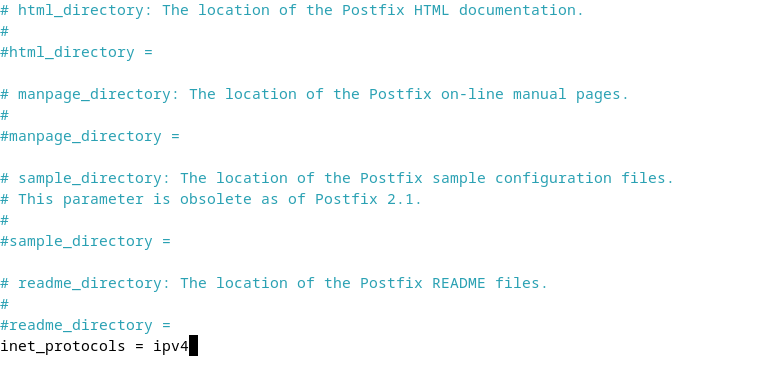 # html_directory: The location of the Postfix HTML documentation.
#
#html_directory =
# manpage_directory: The location of the Postfix on-line manual pages.
#
#manpage_directory =
# sample_directory: The location of the Postfix sample configuration files.
# This parameter is obsolete as of Postfix 2.1.
#
#sample_directory =
# readme_directory: The location of the Postfix README files.
#
#readme_directory =
inet_protocols = ipv4